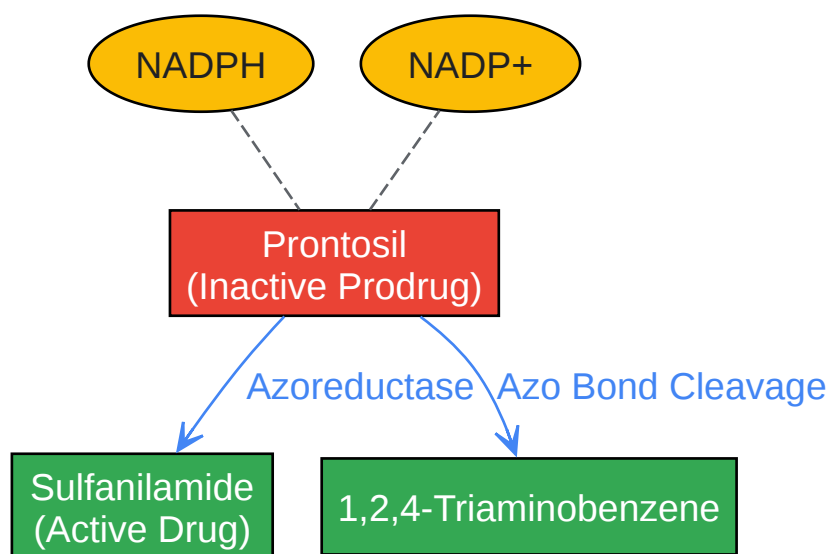 NADPH
NADP+
Prontosil
(Inactive Prodrug)
Azoreductase
Azo Bond Cleavage
Sulfanilamide
(Active Drug)
1,2,4-Triaminobenzene